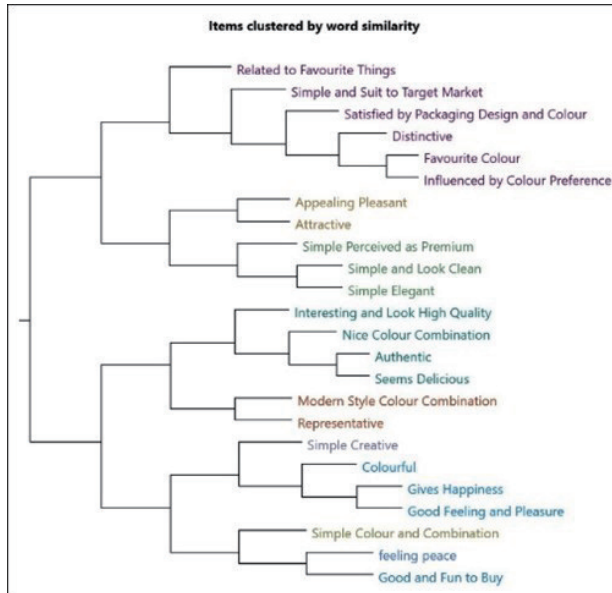 Items clustered by word similarity
Related to Favourite Things
Simple and Suit to Target Market
Satisfied by Packaging Design and Colour
Distinctive
Favourite Colour
Influenced by Colour Preference
Appealing Pleasant
Attractive
Simple Perceived as Premium
Simple and Look Clean
Simple Elegant
Interesting and Look High Quality
Nice Colour Combination
Authentic
Seems Delicious
Modern Style Colour Combination
Representative
Simple Creative
Colourful
Gives Happiness
Good Feeling and Pleasure
Simple Colour and Combination
feeling peace
Good and Fun to Buy